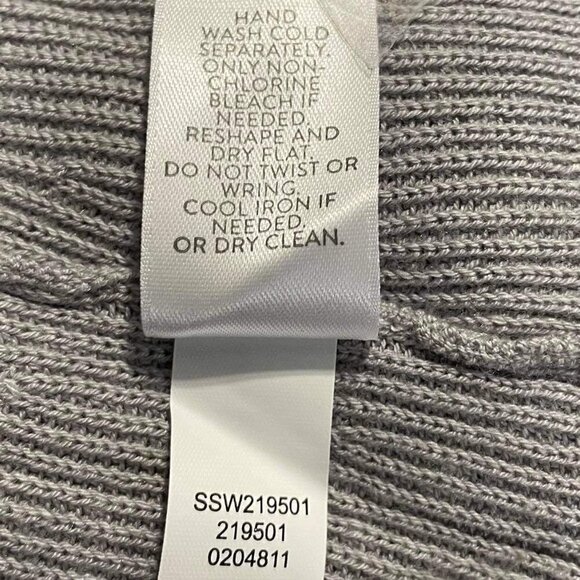 HAND
WASH COLD
SEPARATELY.
ONLY NON-
CHLORINE
BLEACH IF
NEEDED.
RESHAPE AND
DRY FLAT.
DO NOT TWIST OR
WRING.
COOL IRON IF
NEEDED.
OR DRY CLEAN.
SSW219501
219501
0204811